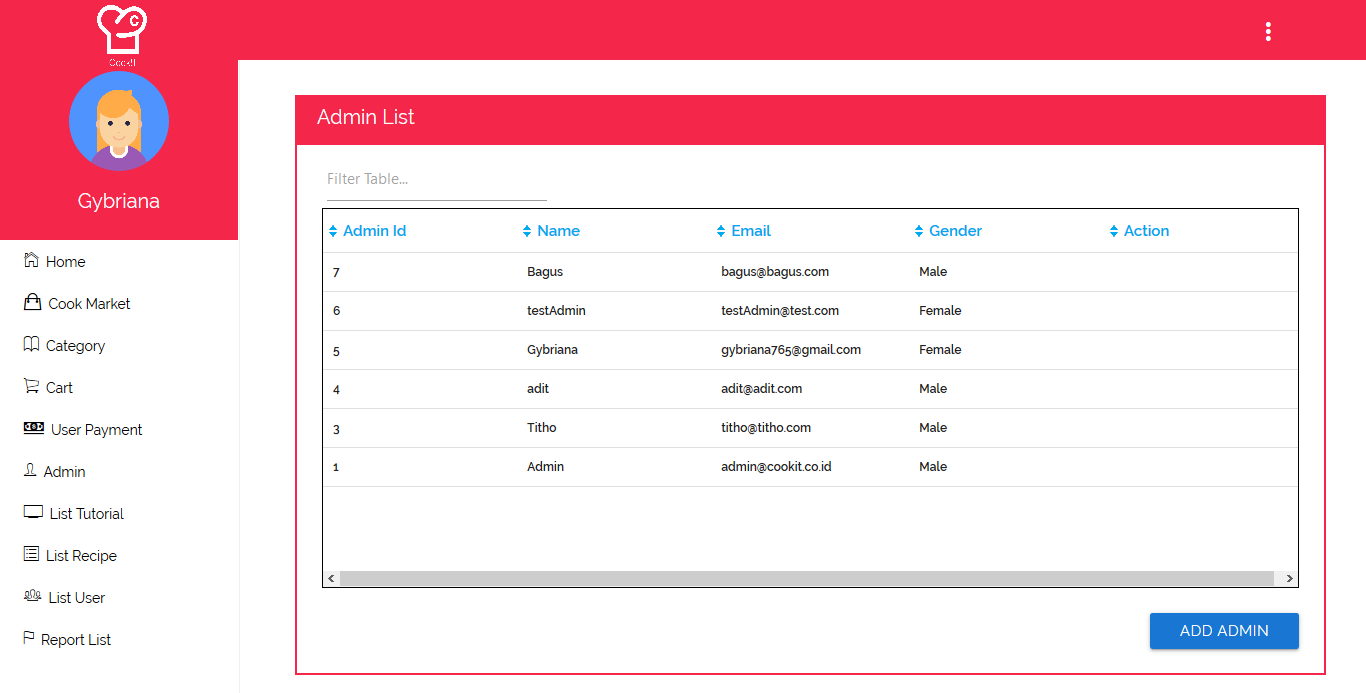 C
Cook!t
Gybriana
Home
Cook Market
Category
Cart
User Payment
Admin
List Tutorial
List Recipe
List User
Report List
Admin List
Filter Table...
Admin Id Name Email Gender Action
7 Bagus bagus@bagus.com Male
6 testAdmin testAdmin@test.com Female
5 Gybriana gybriana765@gmail.com Female
4 adit adit@adit.com Male
3 Titho titho@titho.com Male
1 Admin admin@cookit.co.id Male
ADD ADMIN